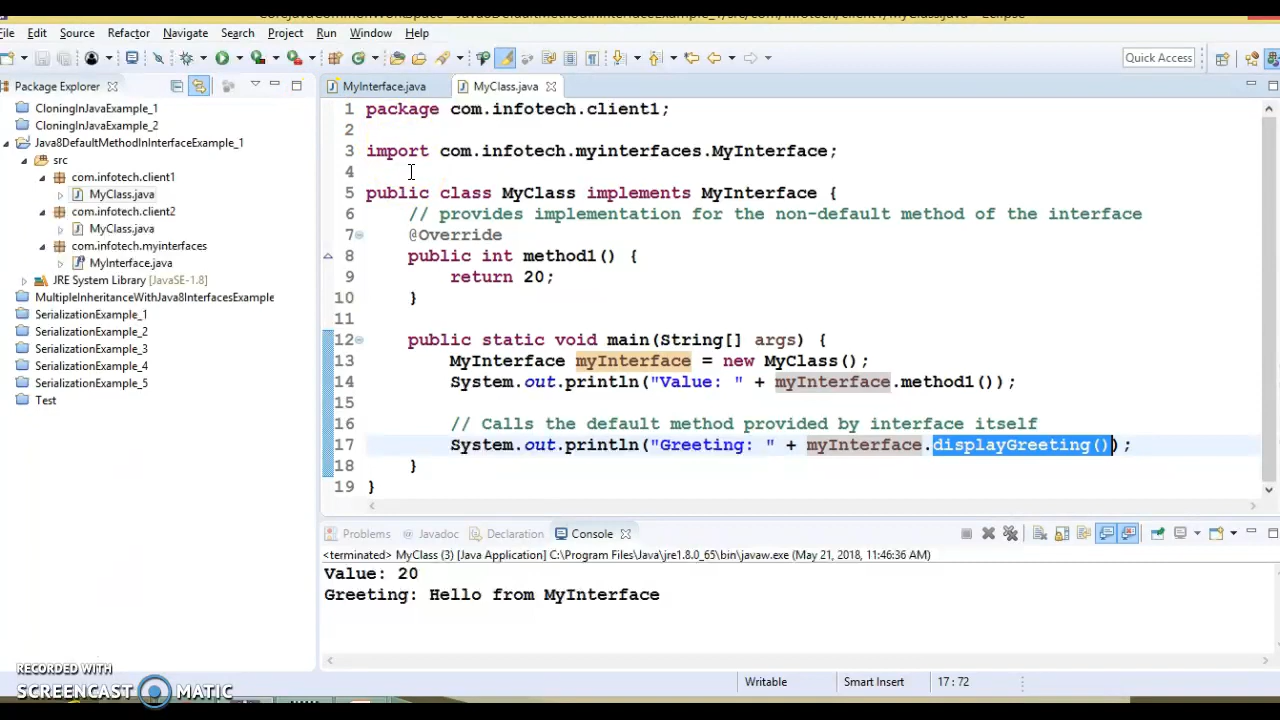 File Edit Source Refactor Navigate Search Project Run Window Help
Quick Access
Package Explorer
CloningInJavaExample_1
CloningInJavaExample_2
Java8DefaultMethodInInterfaceExample_1
src
com.infotech.client1
MyClass.java
com.infotech.client2
MyClass.java
com.infotech.myinterfaces
MyInterface.java
JRE System Library [JavaSE-1.8]
MultipleInheritanceWithJava8InterfacesExample
SerializationExample_1
SerializationExample_2
SerializationExample_3
SerializationExample_4
SerializationExample_5
Test
MyInterface.java MyClass.java
1 package com.infotech.client1;
2
3 import com.infotech.myinterfaces.MyInterface;
4
5 public class MyClass implements MyInterface {
6 // provides implementation for the non-default method of the interface
7 @Override
8 public int method1() {
9 return 20;
10 }
11
12 public static void main(String[] args) {
13 MyInterface myInterface = new MyClass();
14 System.out.println("Value: " + myInterface.method1());
15
16 // Calls the default method provided by interface itself
17 System.out.println("Greeting: " + myInterface.displayGreeting());
18 }
19 }
Problems Javadoc Declaration Console
<terminated> MyClass (3) [Java Application] C:\Program Files\Java\jre1.8.0_65\bin\javaw.exe (May 21, 2018, 11:46:36 AM)
Value: 20
Greeting: Hello from MyInterface
Writable Smart Insert 17 : 72
RECORDED WITH
SCREENCAST MATIC